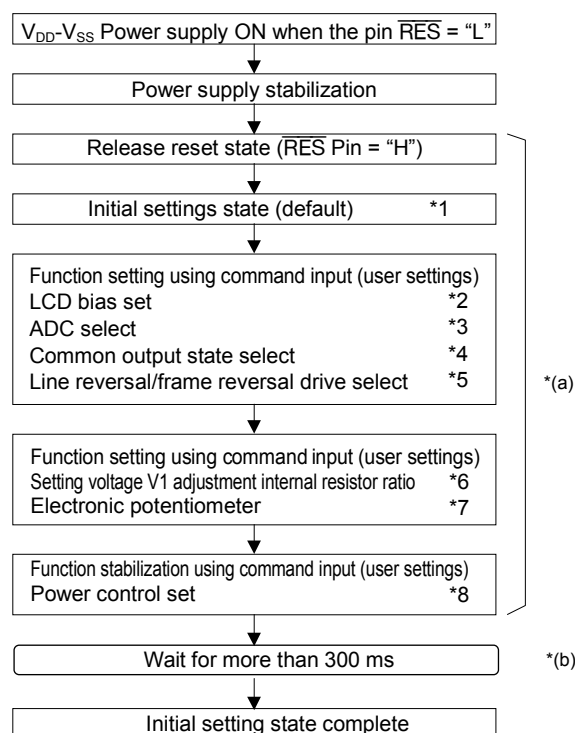 VDD-VSS Power supply ON when the pin RES = “L”
Power supply stabilization
Release reset state (RES Pin = “H”)
Initial settings state (default) *1
Function setting using command input (user settings)
LCD bias set *2
ADC select *3
Common output state select *4
Line reversal/frame reversal drive select *5
*(a)
Function setting using command input (user settings)
Setting voltage V1 adjustment internal resistor ratio *6
Electronic potentiometer *7
Function stabilization using command input (user settings)
Power control set *8
Wait for more than 300 ms *(b)
Initial setting state complete